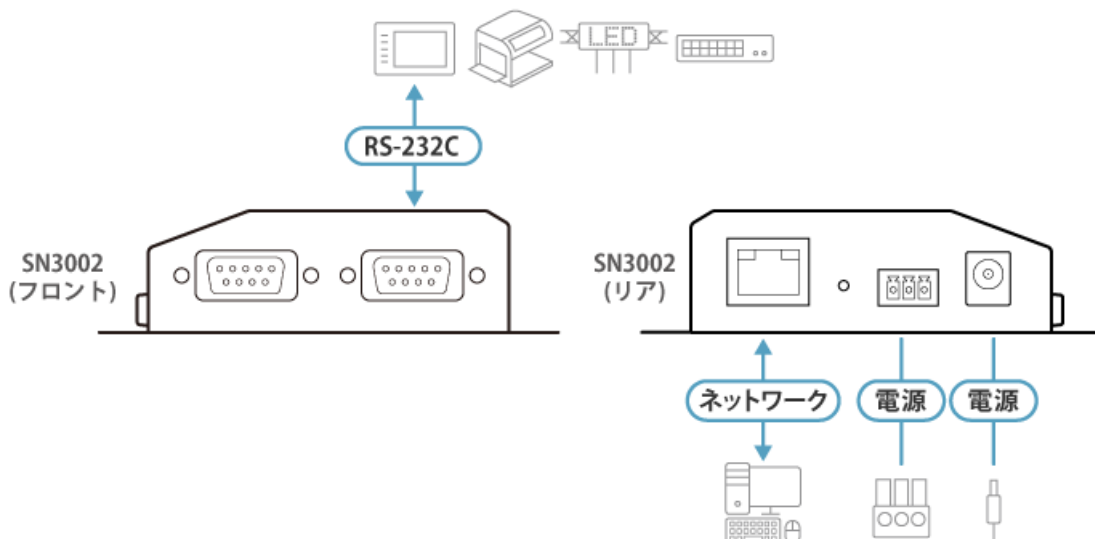 LED
RS-232C
SN3002
(フロント)
SN3002
(リア)
ネットワーク
電源
電源